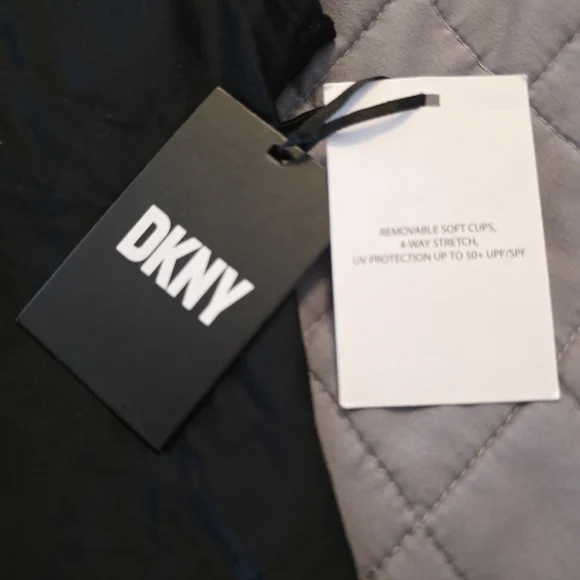 DKNY
REMOVABLE SOFT CUPS,
4-WAY STRETCH,
UV PROTECTION UP TO 50+ UPF/SPF